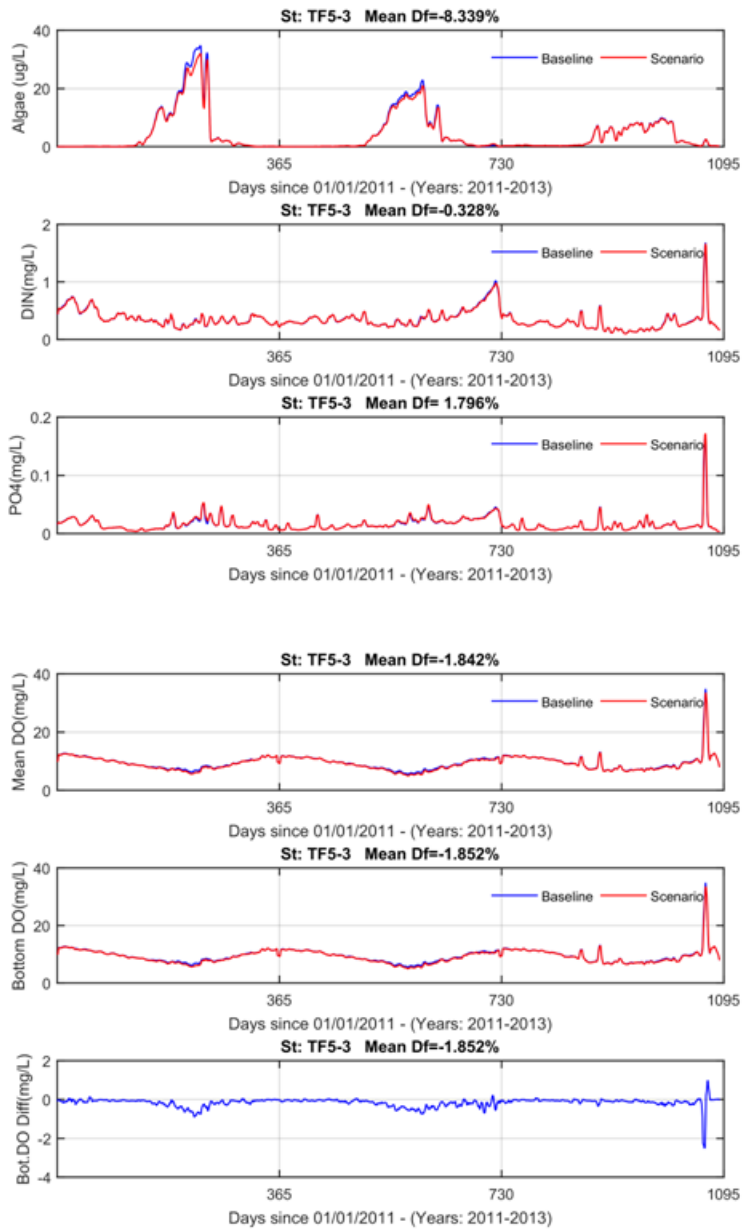 St: TF5-3 Mean Df=-8.339%
40
20
0
Algae (ug/L)
Baseline Scenario
365 730 1095
Days since 01/01/2011 - (Years: 2011-2013)
St: TF5-3 Mean Df=-0.328%
2
1
0
DIN(mg/L)
Baseline Scenario
365 730 1095
Days since 01/01/2011 - (Years: 2011-2013)
St: TF5-3 Mean Df= 1.796%
0.2
0.1
0
PO4(mg/L)
Baseline Scenario
365 730 1095
Days since 01/01/2011 - (Years: 2011-2013)
St: TF5-3 Mean Df=-1.842%
40
20
0
Mean DO(mg/L)
Baseline Scenario
365 730 1095
Days since 01/01/2011 - (Years: 2011-2013)
St: TF5-3 Mean Df=-1.852%
40
20
0
Bottom DO(mg/L)
Baseline Scenario
365 730 1095
Days since 01/01/2011 - (Years: 2011-2013)
St: TF5-3 Mean Df=-1.852%
2
0
-2
-4
Bot.DO Diff(mg/L)
365 730 1095
Days since 01/01/2011 - (Years: 2011-2013)